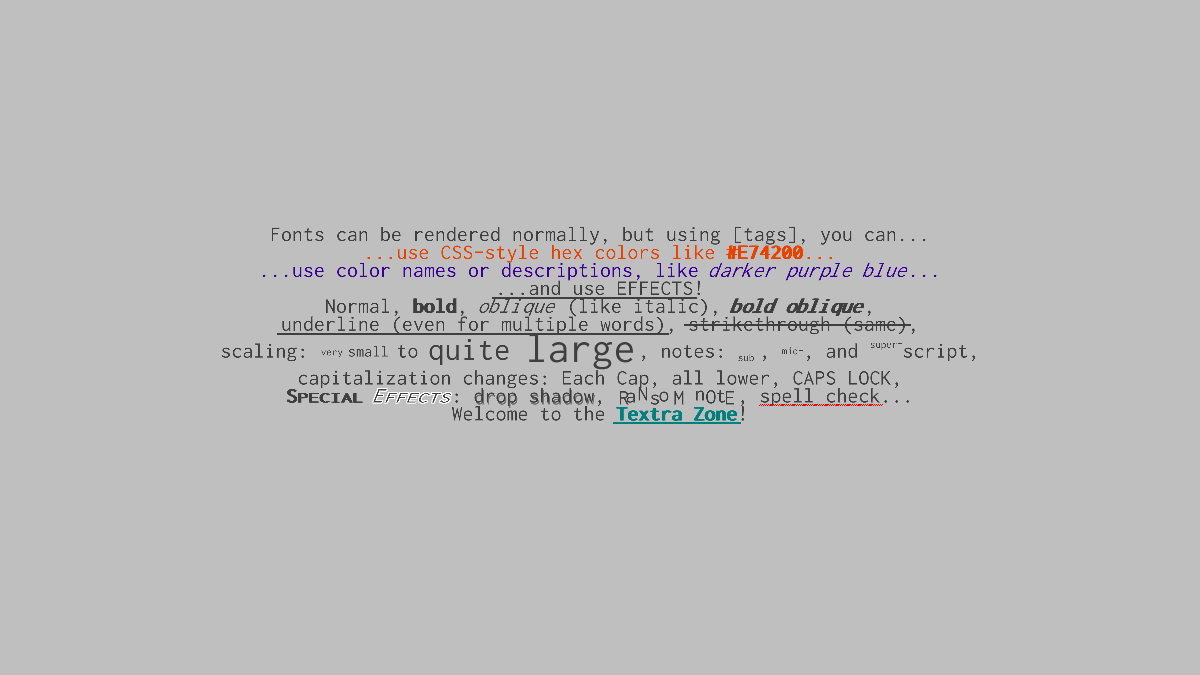 Fonts can be rendered normally, but using [tags], you can...
...use CSS-style hex colors like #E74200...
...use color names or descriptions, like darker purple blue...
...and use EFFECTS!
Normal, bold, oblique (like italic), bold oblique,
underline (even for multiple words), strikethrough (same),
scaling: very small to quite large, notes: sub, mid-, and super-script,
capitalization changes: Each Cap, all lower, CAPS LOCK,
SPECIAL EFFECTS: drop shadow, RaNsoM nOtE, spell check...
Welcome to the Textra Zone!